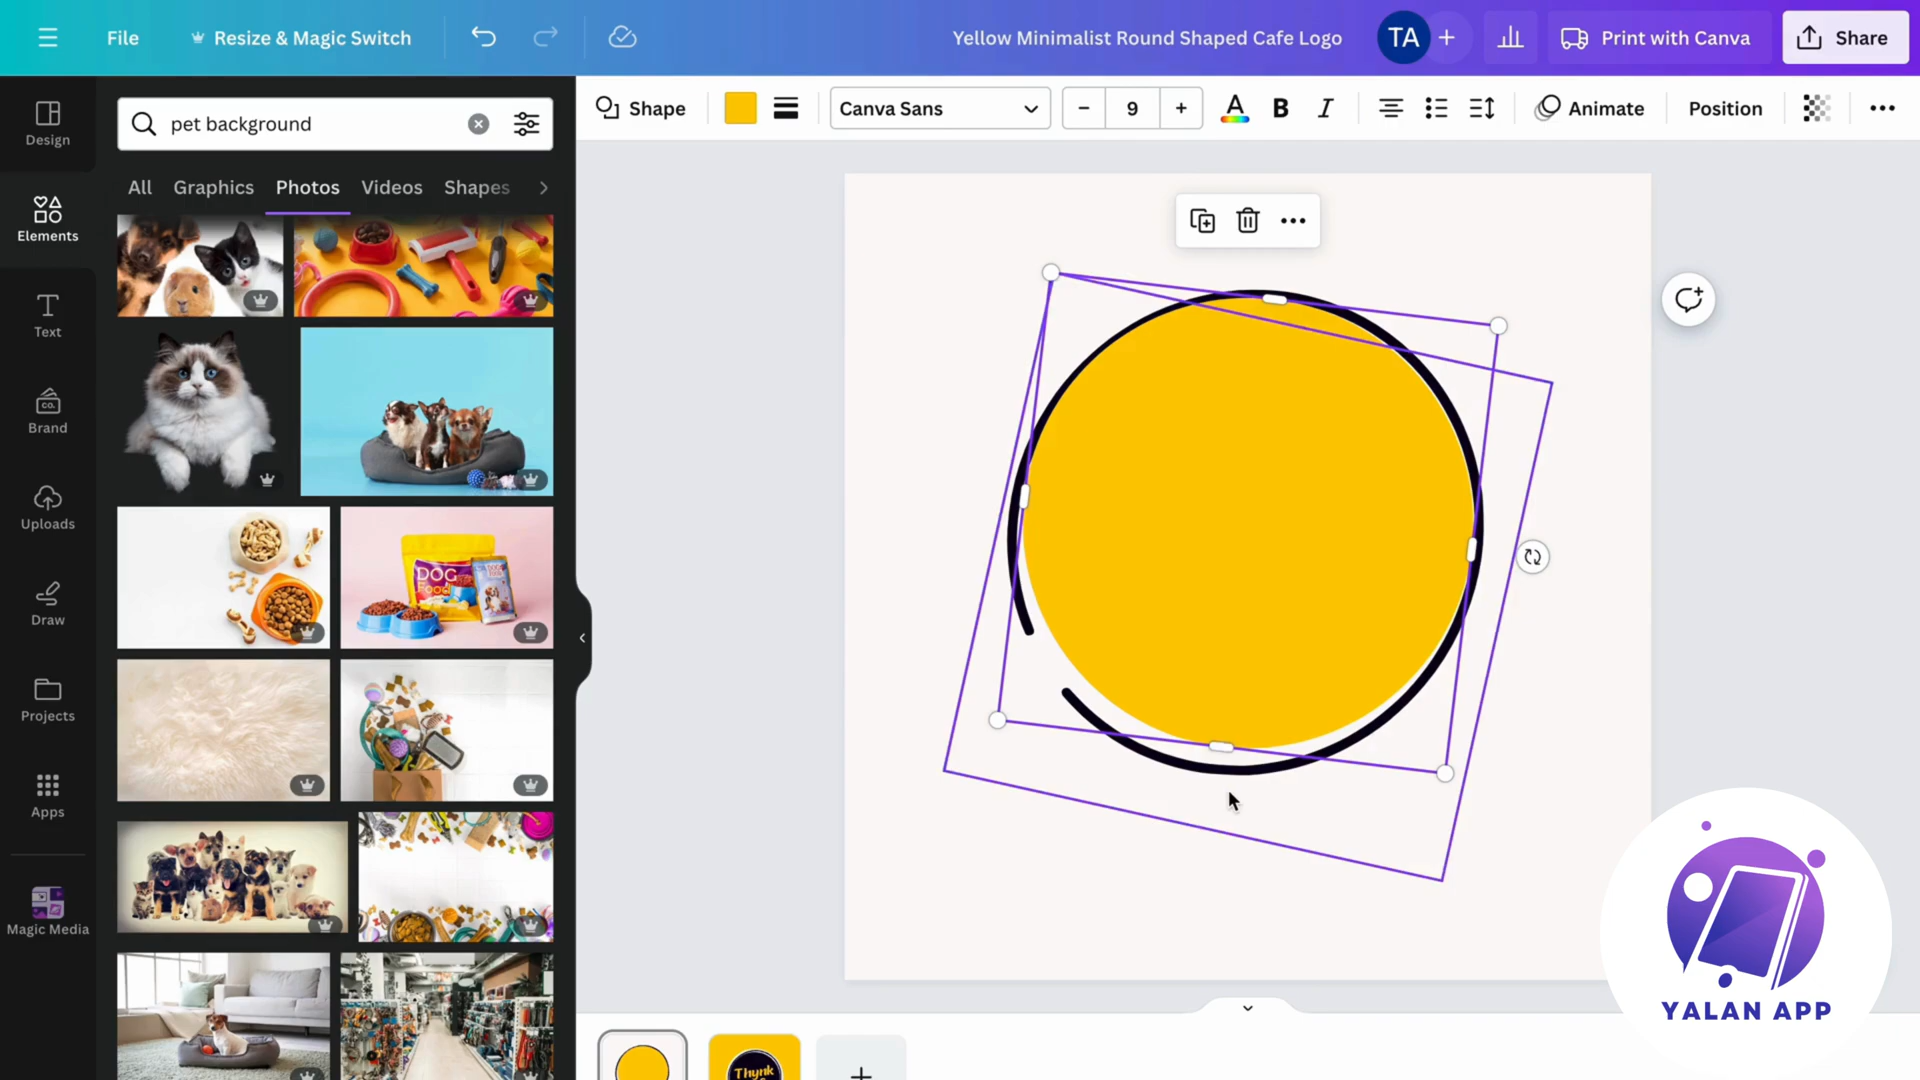 File
Resize & Magic Switch
Yellow Minimalist Round Shaped Cafe Logo
TA
Print with Canva
Share
Design
Elements
Text
Brand
CO.
Uploads
Draw
Projects
Apps
Magic Media
pet background
All
Graphics
Photos
Videos
Shapes
DOG
Food
Shape
Canva Sans
9
A
B
I
Animate
Position
Thynk
YALAN APP